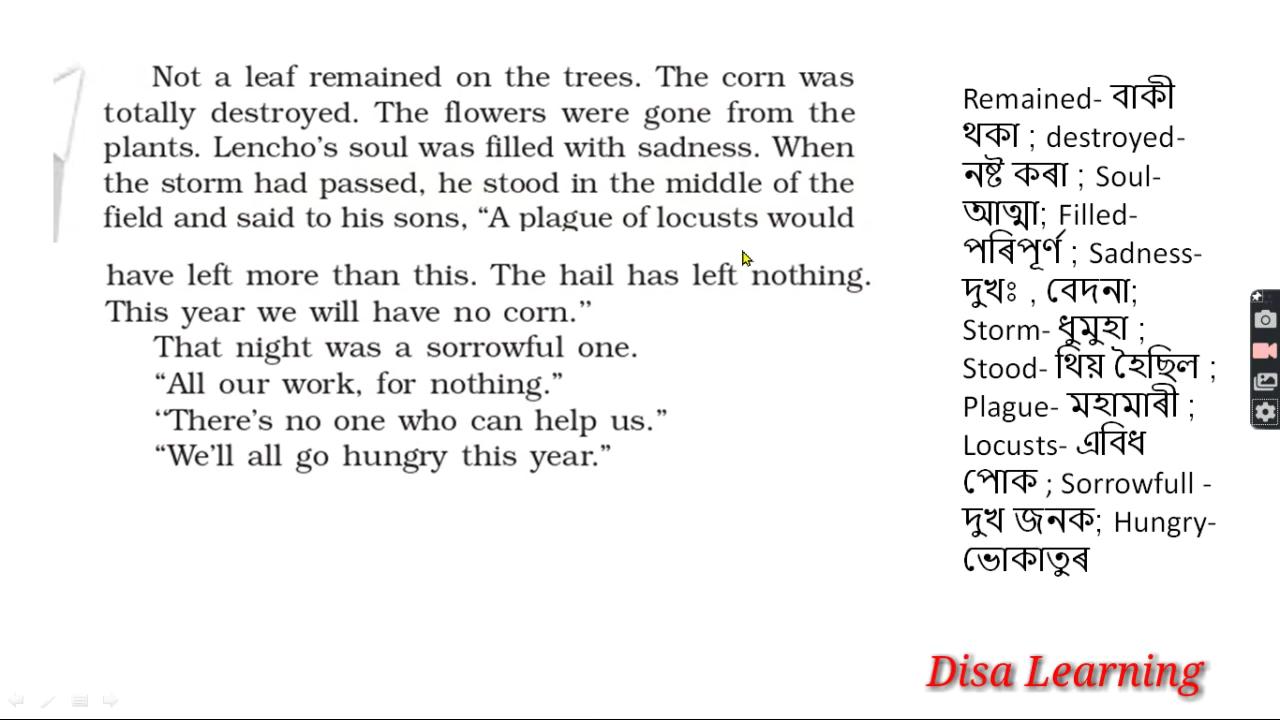 Not a leaf remained on the trees. The corn was
totally destroyed. The flowers were gone from the
plants. Lencho's soul was filled with sadness. When
the storm had passed, he stood in the middle of the
field and said to his sons, “A plague of locusts would
have left more than this. The hail has left nothing.
This year we will have no corn.”
That night was a sorrowful one.
“All our work, for nothing.”
‘‘There's no one who can help us.”
“We'll all go hungry this year.”
Remained- বাকী
থকা ; destroyed-
নষ্ট কৰা ; Soul-
আত্মা; Filled-
পৰিপূৰ্ণ ; Sadness-
দুখঃ , বেদনা;
Storm- ধুমুহা ;
Stood- থিয় হৈছিল ;
Plague- মহামাৰী ;
Locusts- এবিধ
পোক ; Sorrowfull -
দুখ জনক; Hungry-
ভোকাতুৰ
Disa Learning